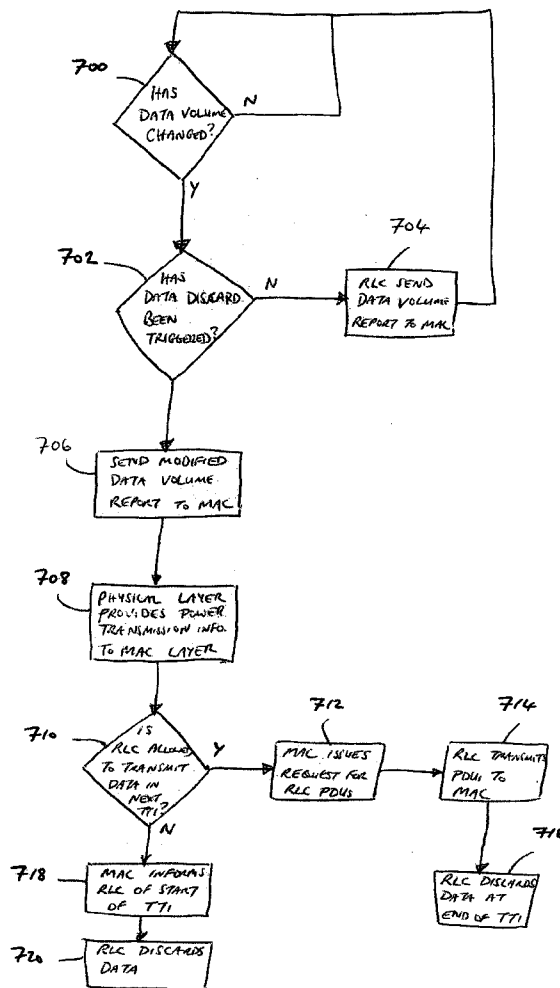 700
HAS
DATA VOLUME
CHANGED?
N
Y
702
HAS
DATA DISCARD
BEEN
TRIGGERED?
N
704
RLC SEND
DATA VOLUME
REPORT TO MAC
706
SEND MODIFIED
DATA VOLUME
REPORT TO MAC
708
PHYSICAL LAYER
PROVIDES POWER
TRANSMISSION INFO.
TO MAC LAYER
710
IS
RLC ALLOWED
TO TRANSMIT
DATA IN
NEXT
TTI?
Y
N
712
MAC ISSUES
REQUEST FOR
RLC PDUS
714
RLC TRANSMITS
PDUS TO
MAC
RLC DISCARDS
DATA AT
END OF TTI
718
MAC INFORMS
RLC OF START
OF TTI
720
RLC DISCARDS
DATA